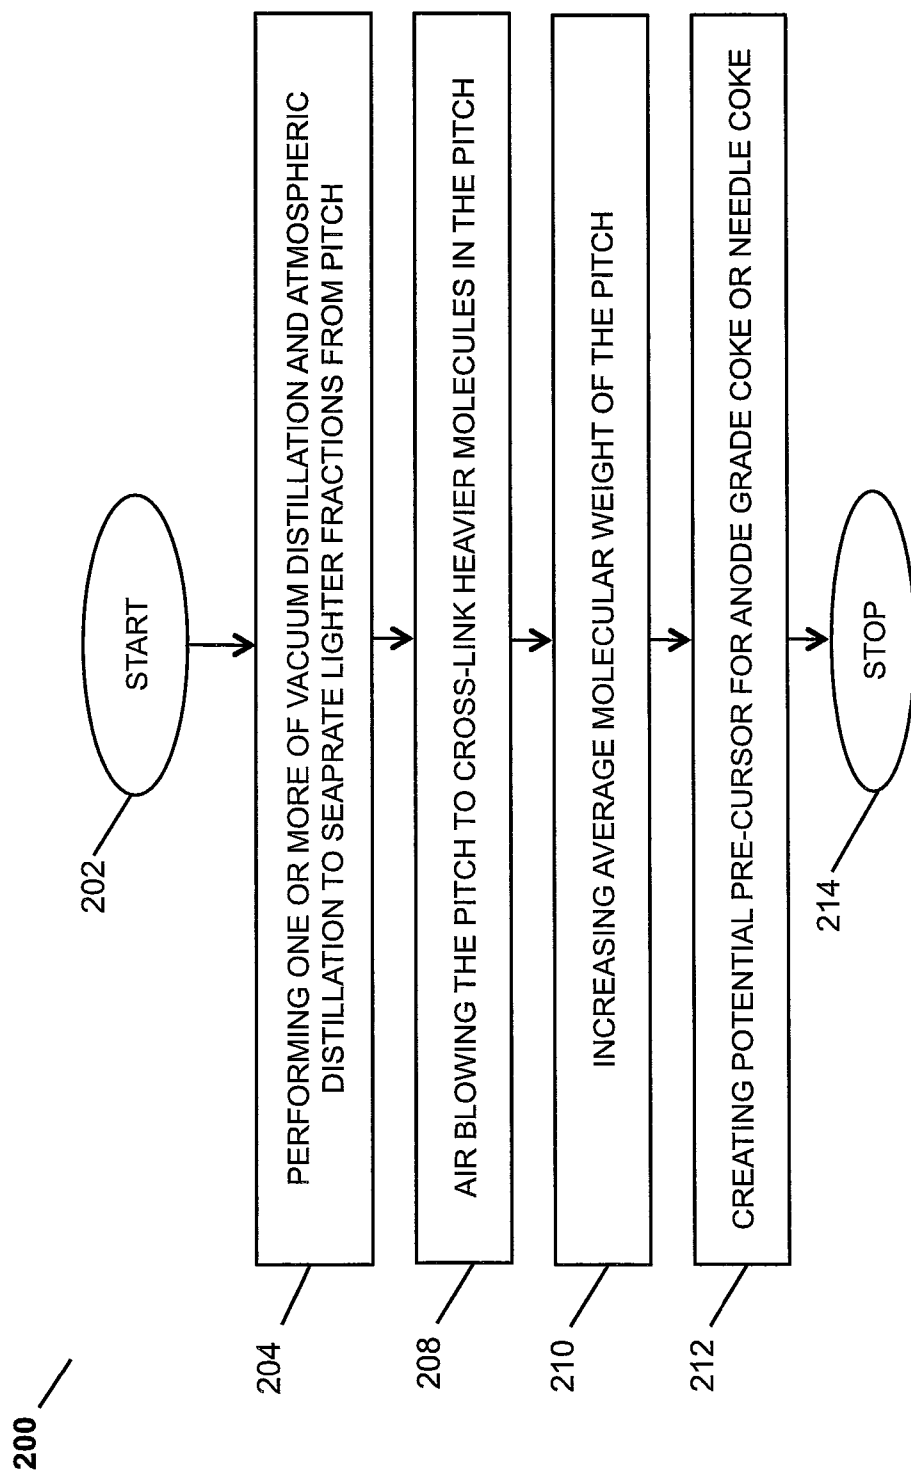 200
START
202
PERFORMING ONE OR MORE OF VACUUM DISTILLATION AND ATMOSPHERIC
DISTILLATION TO SEAPRATE LIGHTER FRACTIONS FROM PITCH
204
AIR BLOWING THE PITCH TO CROSS-LINK HEAVIER MOLECULES IN THE PITCH
208
INCREASING AVERAGE MOLECULAR WEIGHT OF THE PITCH
210
CREATING POTENTIAL PRE-CURSOR FOR ANODE GRADE COKE OR NEEDLE COKE
212
STOP
214